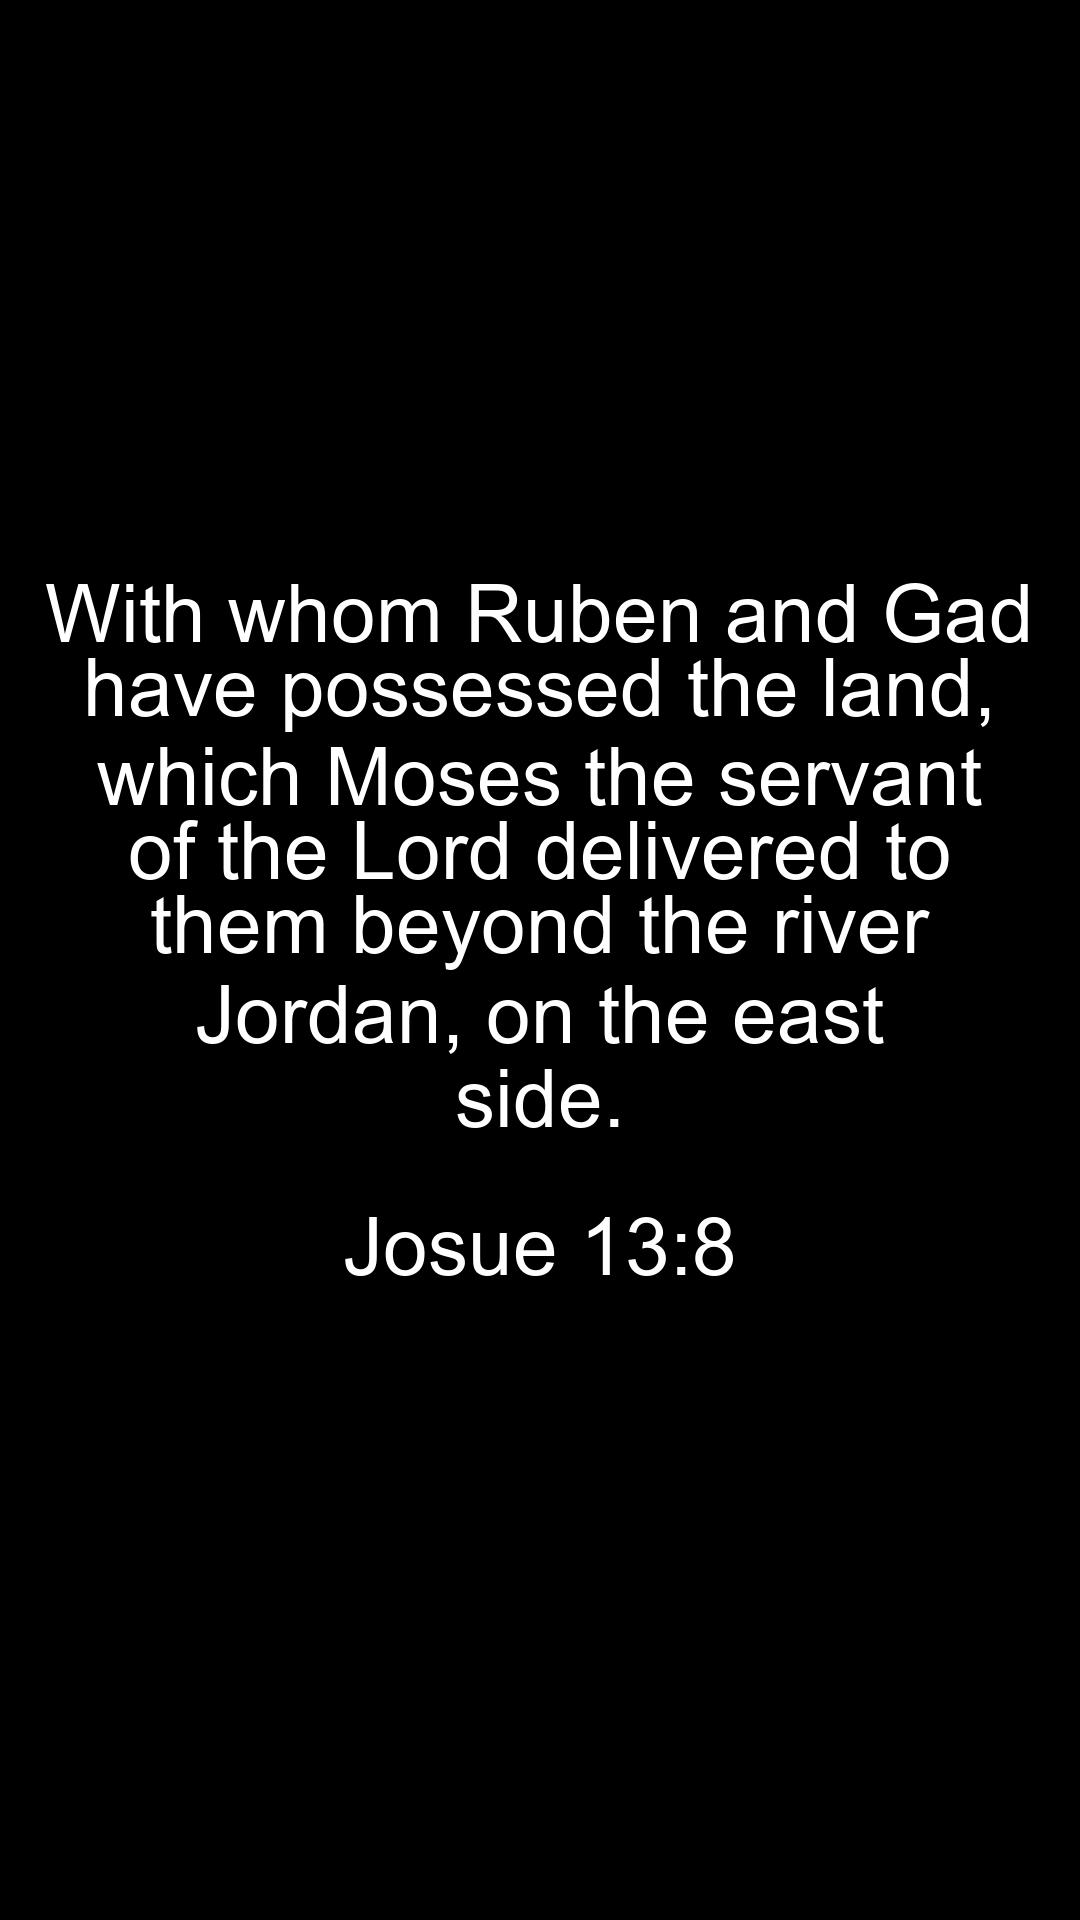 With whom Ruben and Gad
have possessed the land,
which Moses the servant
of the Lord delivered to
them beyond the river
Jordan, on the east
side.
Josue 13:8